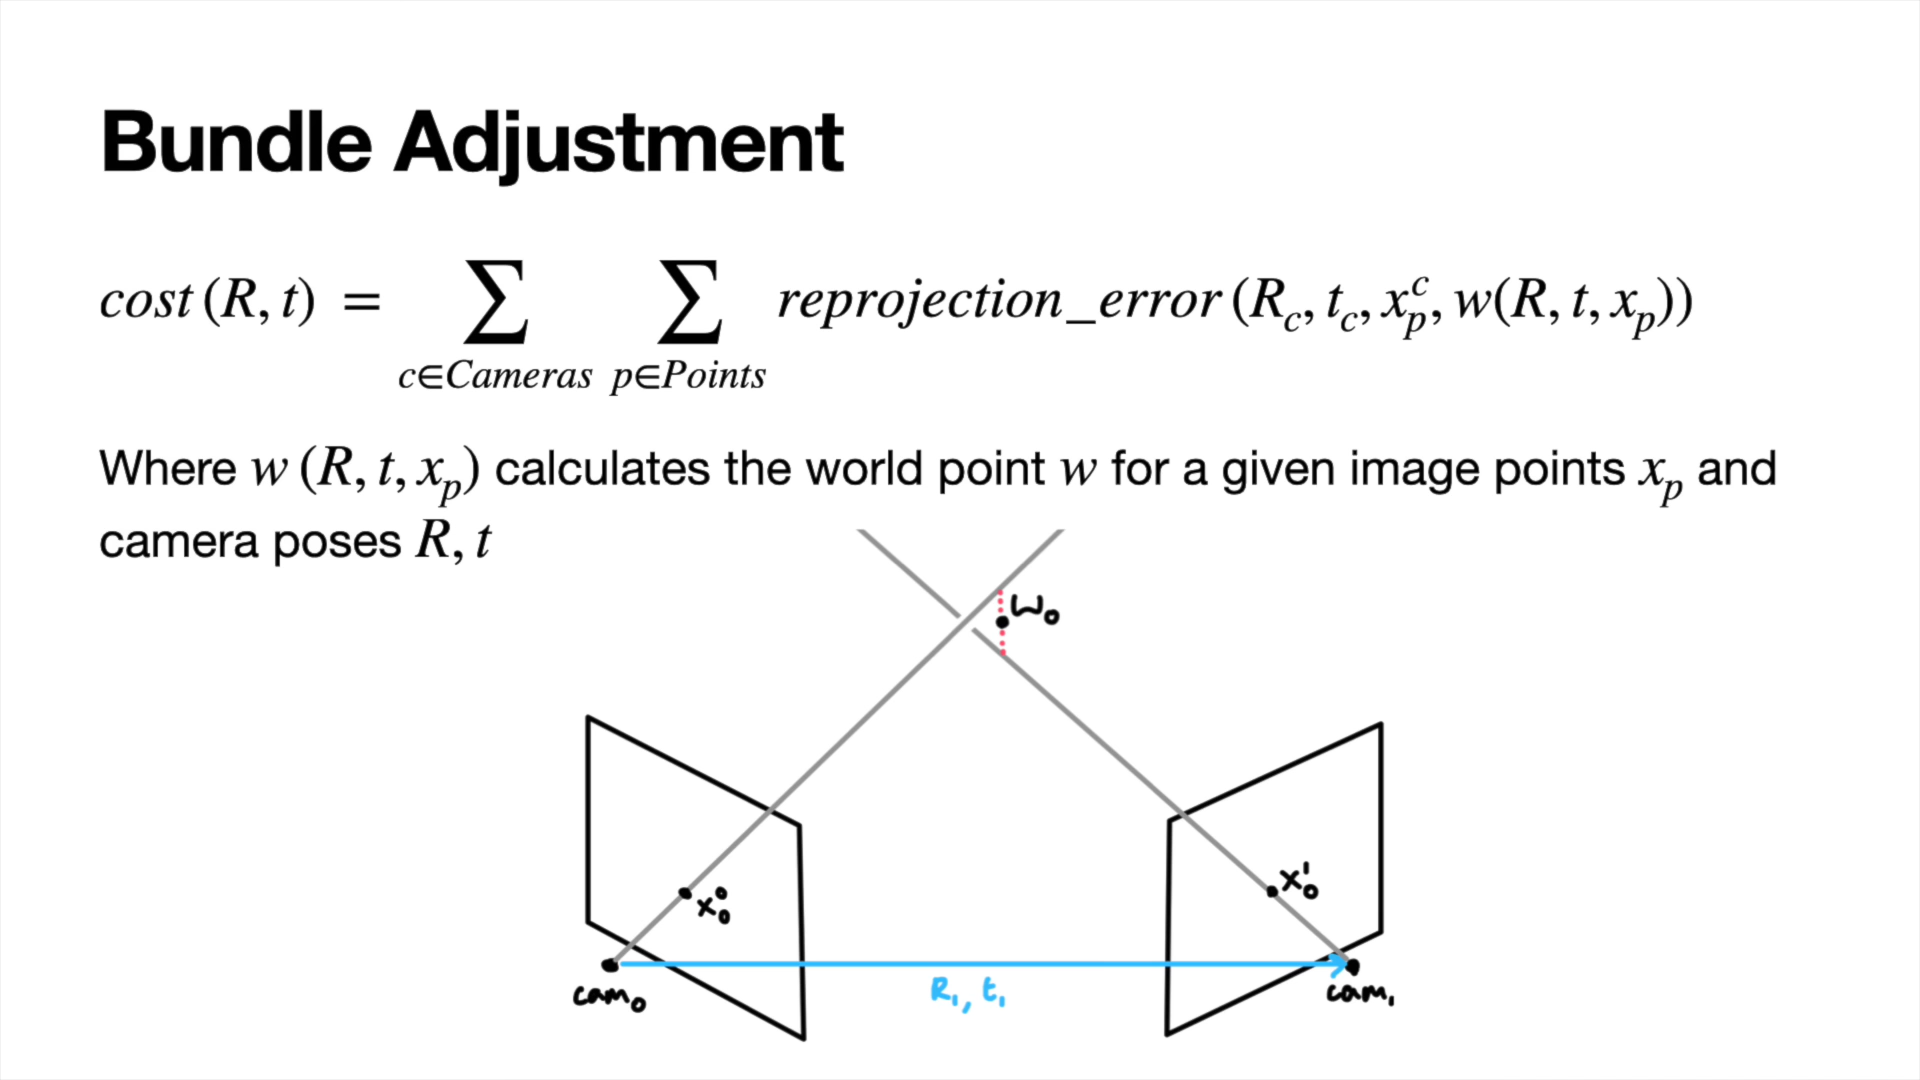 Bundle Adjustment
cost (R, t) = ∑ ∑ reprojection_error (R_c, t_c, x_p^c, w(R, t, x_p))
c∈Cameras p∈Points
Where w (R, t, x_p) calculates the world point w for a given image points x_p and
camera poses R, t
w_0
x_0^0
x_0^1
cam_0
R_1, t_1
cam_1